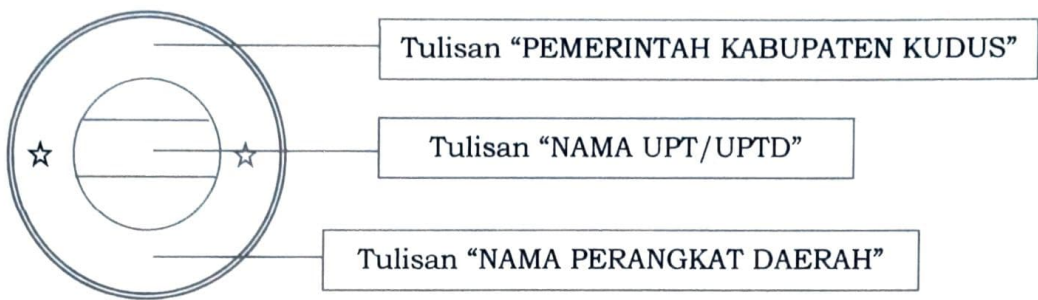 Tulisan “PEMERINTAH KABUPATEN KUDUS”
Tulisan “NAMA UPT/UPTD”
Tulisan “NAMA PERANGKAT DAERAH”